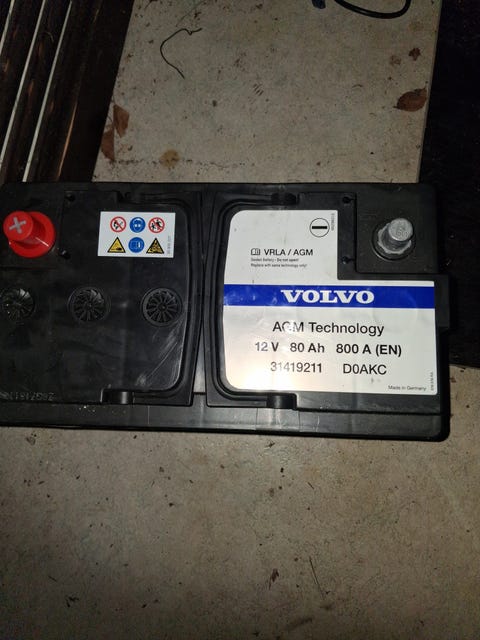 VRLA / AGM
Sealed Battery - Do not open!
Replace with same technology only!
VOLVO
AGM Technology
12 V 80 Ah 800 A (EN)
31419211 D0AKC
Made in Germany